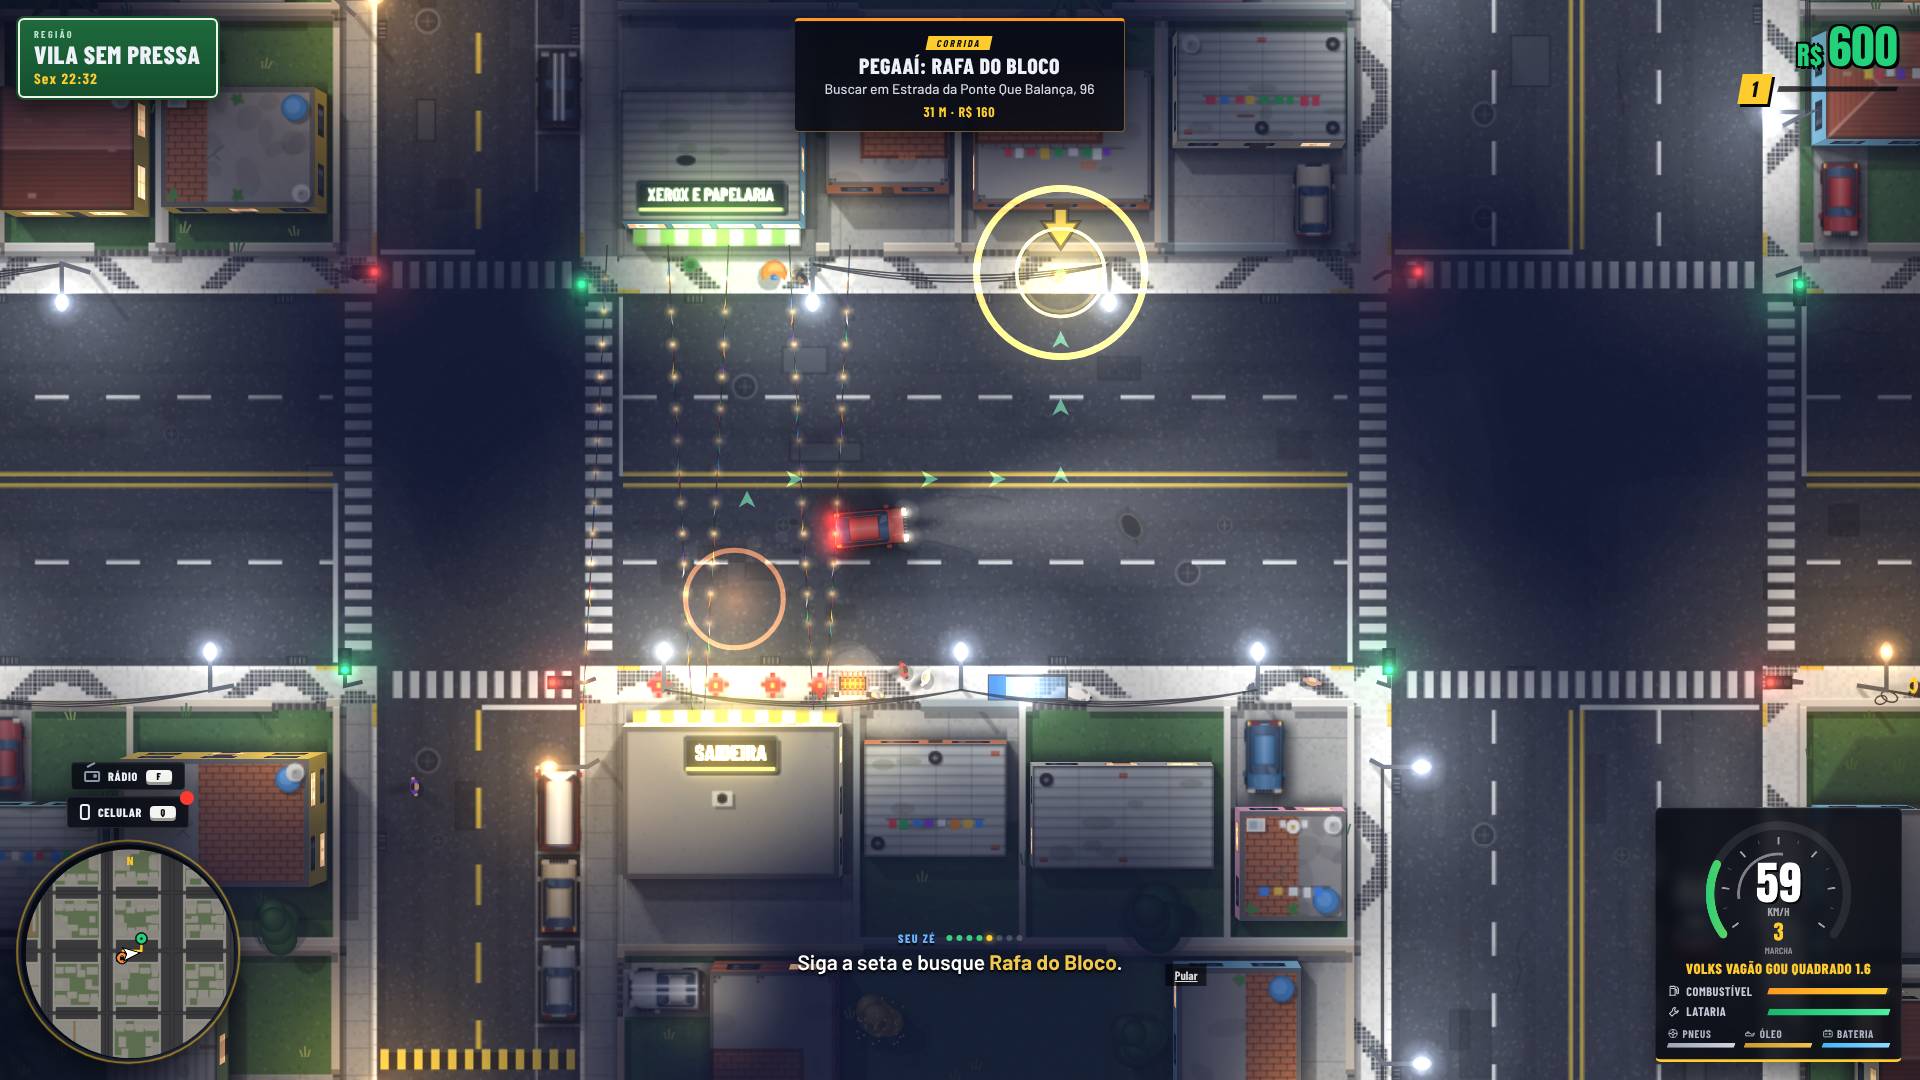 REGIÃO
VILA SEM PRESSA
Sex 22:32
CORRIDA
PEGAAÍ: RAFA DO BLOCO
Buscar em Estrada da Ponte Que Balança, 96
31 M · R$ 160
R$ 600
1
XEROX E PAPELARIA
SAIDEIRA
RÁDIO F
CELULAR Q
N
SEU ZÉ
Siga a seta e busque Rafa do Bloco.
Pular
59
KM/H
3
MARCHA
VOLKS VAGÃO GOU QUADRADO 1.6
COMBUSTÍVEL
LATARIA
PNEUS ÓLEO BATERIA